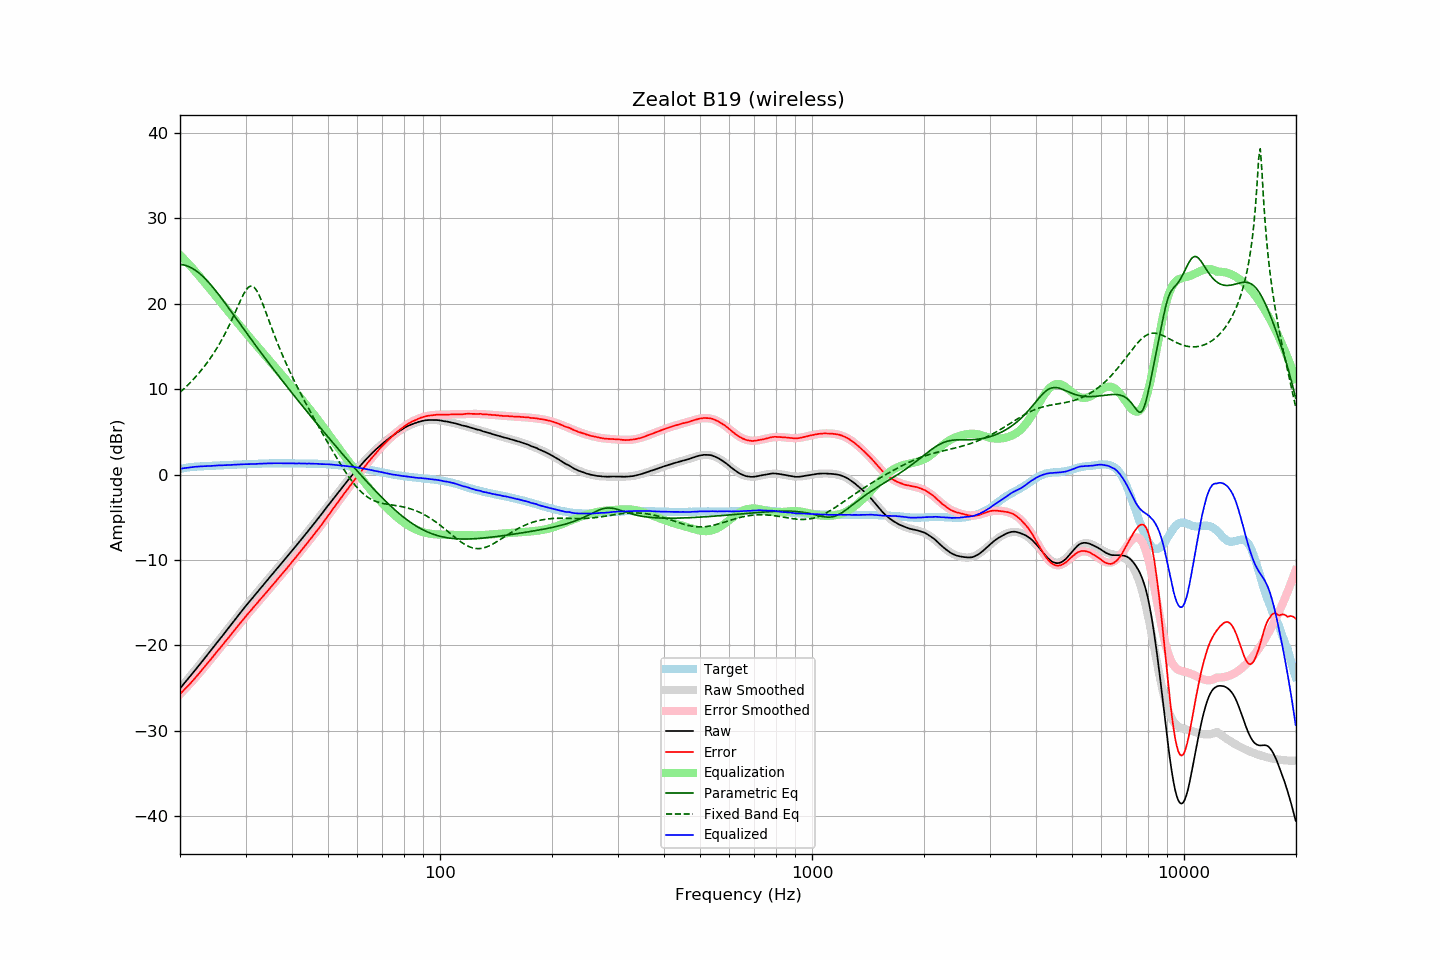 Zealot B19 (wireless)
Amplitude (dBr)
40
30
20
10
0
−10
−20
−30
−40
Target
Raw Smoothed
Error Smoothed
Raw
Error
Equalization
Parametric Eq
Fixed Band Eq
Equalized
100 1000 10000
Frequency (Hz)